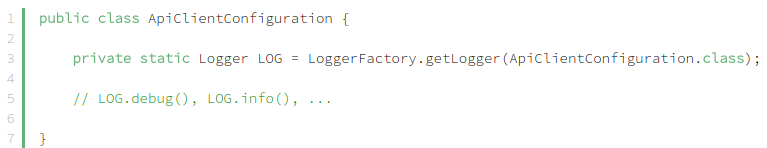 1 public class ApiClientConfiguration {
2
3     private static Logger LOG = LoggerFactory.getLogger(ApiClientConfiguration.class);
4
5     // LOG.debug(), LOG.info(), ...
6
7 }